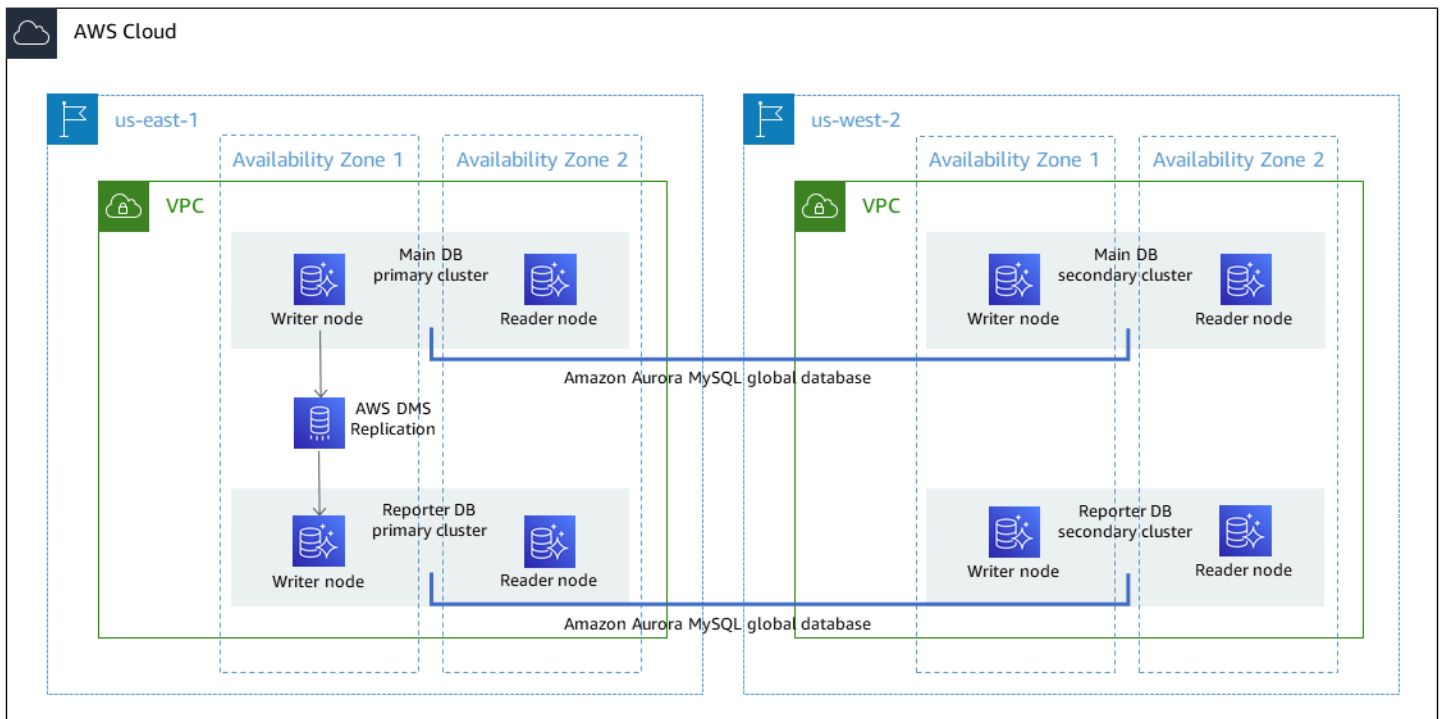 AWS Cloud
us-east-1
Availability Zone 1
Availability Zone 2
VPC
Main DB
primary cluster
Writer node
Reader node
AWS DMS
Replication
Reporter DB
primary cluster
Writer node
Reader node
us-west-2
Availability Zone 1
Availability Zone 2
VPC
Main DB
secondary cluster
Writer node
Reader node
Reporter DB
secondary cluster
Writer node
Reader node
Amazon Aurora MySQL global database
Amazon Aurora MySQL global database